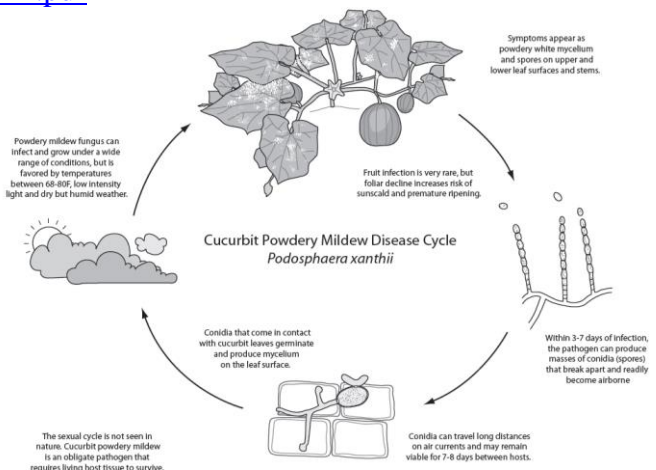 Symptoms appear as
powdery white mycelium
and spores on upper and
lower leaf surfaces and stems.
Powdery mildew fungus can
infect and grow under a wide
range of conditions, but is
favored by temperatures
between 68-80F, low intensity
light and dry but humid weather.
Fruit infection is very rare, but
foliar decline increases risk of
sunscald and premature ripening.
Cucurbit Powdery Mildew Disease Cycle
Podosphaera xanthii
Within 3-7 days of infection,
the pathogen can produce
masses of conidia (spores)
that break apart and readily
become airborne
Conidia that come in contact
with cucurbit leaves germinate
and produce mycelium
on the leaf surface.
Conidia can travel long distances
on air currents and may remain
viable for 7-8 days between hosts.
The sexual cycle is not seen in
nature. Cucurbit powdery mildew
is an obligate pathogen that
requires living host tissue to survive.